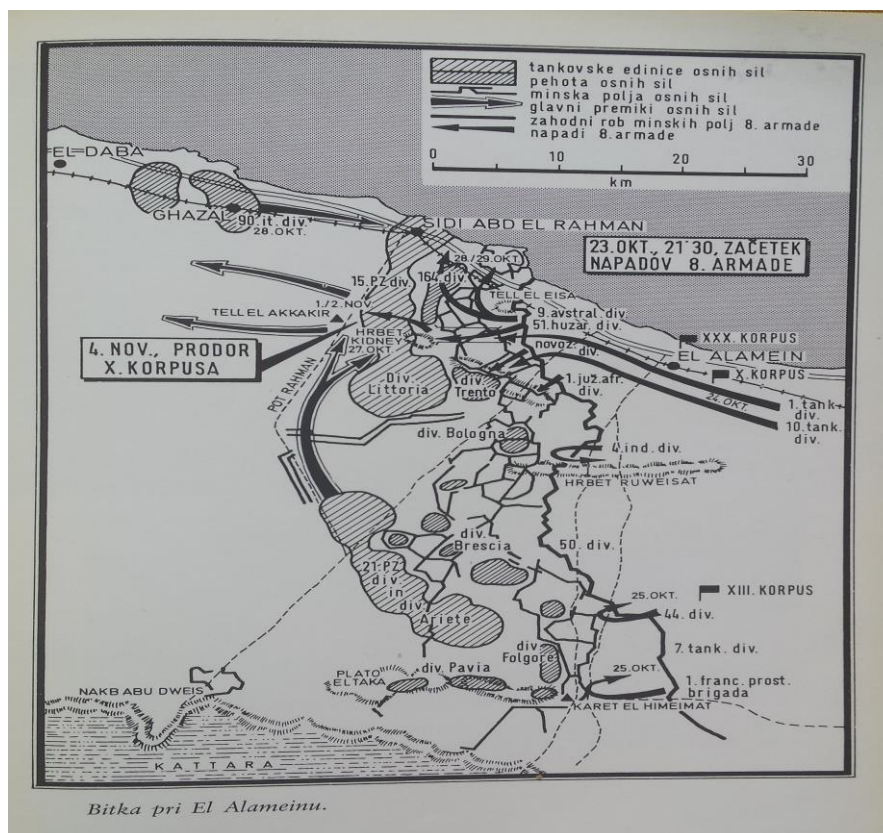 tankovske edinice osnih sil
pehota osnih sil
minska polja osnih sil
glavni premiki osnih sil
zahodni rob minskih polj 8. armade
napadi 8. armade
0 10 20 30
km
EL DABA
GHAZAL
90. it. div.
28. OKT.
SIDI ABD EL RAHMAN
23. OKT., 21 30, ZAČETEK
NAPADOV 8. ARMADE
28./29. OKT.
15. PZ div.
164. div.
TELL EL EISA
1./2. NOV.
TELL EL AKKAKIR
9. avstral. div.
51. huzar. div.
HRBET
KIDNEY
27. OKT.
novoz.
div.
XXX. KORPUS
EL ALAMEIN
X. KORPUS
4. NOV., PRODOR
X. KORPUSA
POT RAHMAN
Div.
Littoria
div.
Trento
1. juž. afr.
div.
24. OKT.
1. tank.
div.
10. tank.
div.
div. Bologna
4. ind. div.
HRBET RUWEISAT
div.
Brescia
50. div.
21. PZ
div.
in
div.
Ariete
25. OKT.
XIII. KORPUS
44. div.
div.
Folgore
7. tank. div.
25. OKT.
div. Pavia
PLATO
EL TAKA
1. franc. prost.
brigada
NAKB ABU DWEIS
KARET EL HIMEIMAT
KATTARA
Bitka pri El Alameinu.